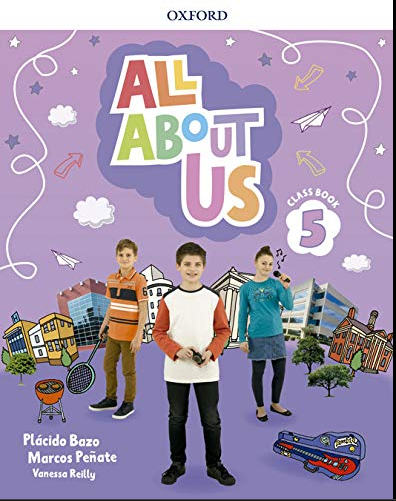 OXFORD
ALL
ABOUT
US
CLASS BOOK
5
Plácido Bazo
Marcos Peñate
Vanessa Reilly